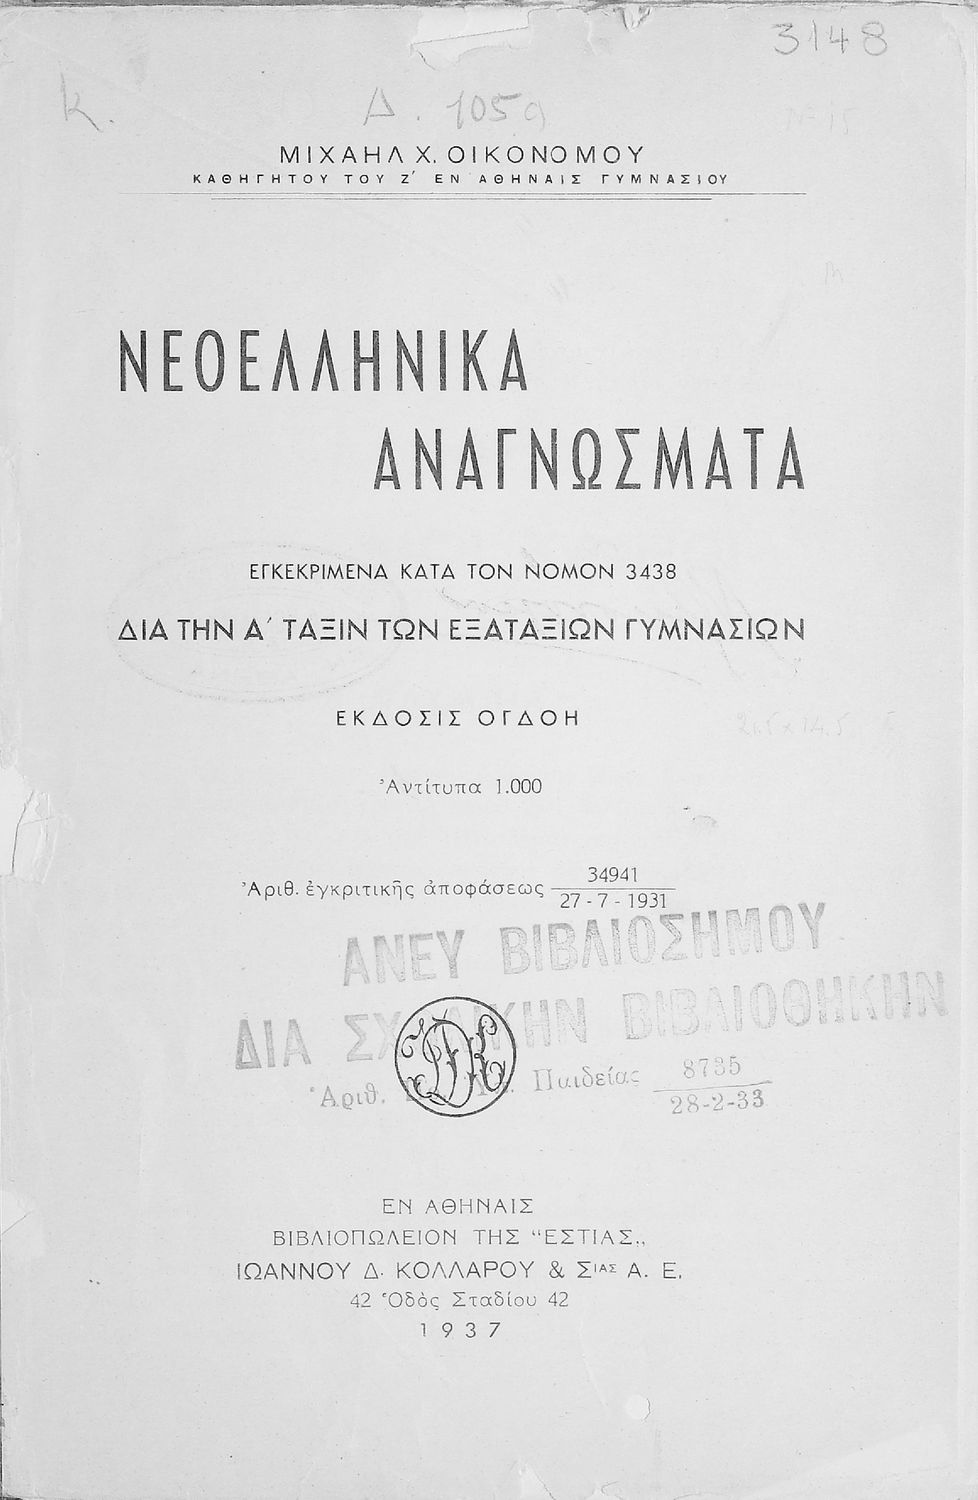 3148
κ. Δ. 105α
ΜΙΧΑΗΛ Χ. ΟΙΚΟΝΟΜΟΥ
ΚΑΘΗΓΗΤΟΥ ΤΟΥ Ζ΄ ΕΝ ΑΘΗΝΑΙΣ ΓΥΜΝΑΣΙΟΥ
ΝΕΟΕΛΛΗΝΙΚΑ
ΑΝΑΓΝΩΣΜΑΤΑ
ΕΓΚΕΚΡΙΜΕΝΑ ΚΑΤΑ ΤΟΝ ΝΟΜΟΝ 3438
ΔΙΑ ΤΗΝ Α΄ ΤΑΞΙΝ ΤΩΝ ΕΞΑΤΑΞΙΩΝ ΓΥΜΝΑΣΙΩΝ
ΕΚΔΟΣΙΣ ΟΓΔΟΗ
Ἀντίτυπα 1.000
Ἀριθ. ἐγκριτικῆς ἀποφάσεως 34941
27 - 7 - 1931
ΑΝΕΥ ΒΙΒΛΙΟΣΗΜΟΥ
ΔΙΑ ΣΧΟΛΙΚΗΝ ΒΙΒΛΙΟΘΗΚΗΝ
Ἀριθ. Παιδείας 8735
28-2-33
ΕΝ ΑΘΗΝΑΙΣ
ΒΙΒΛΙΟΠΩΛΕΙΟΝ ΤΗΣ "ΕΣΤΙΑΣ„
ΙΩΑΝΝΟΥ Δ. ΚΟΛΛΑΡΟΥ & ΣΙΑΣ Α. Ε.
42 Ὁδὸς Σταδίου 42
1937